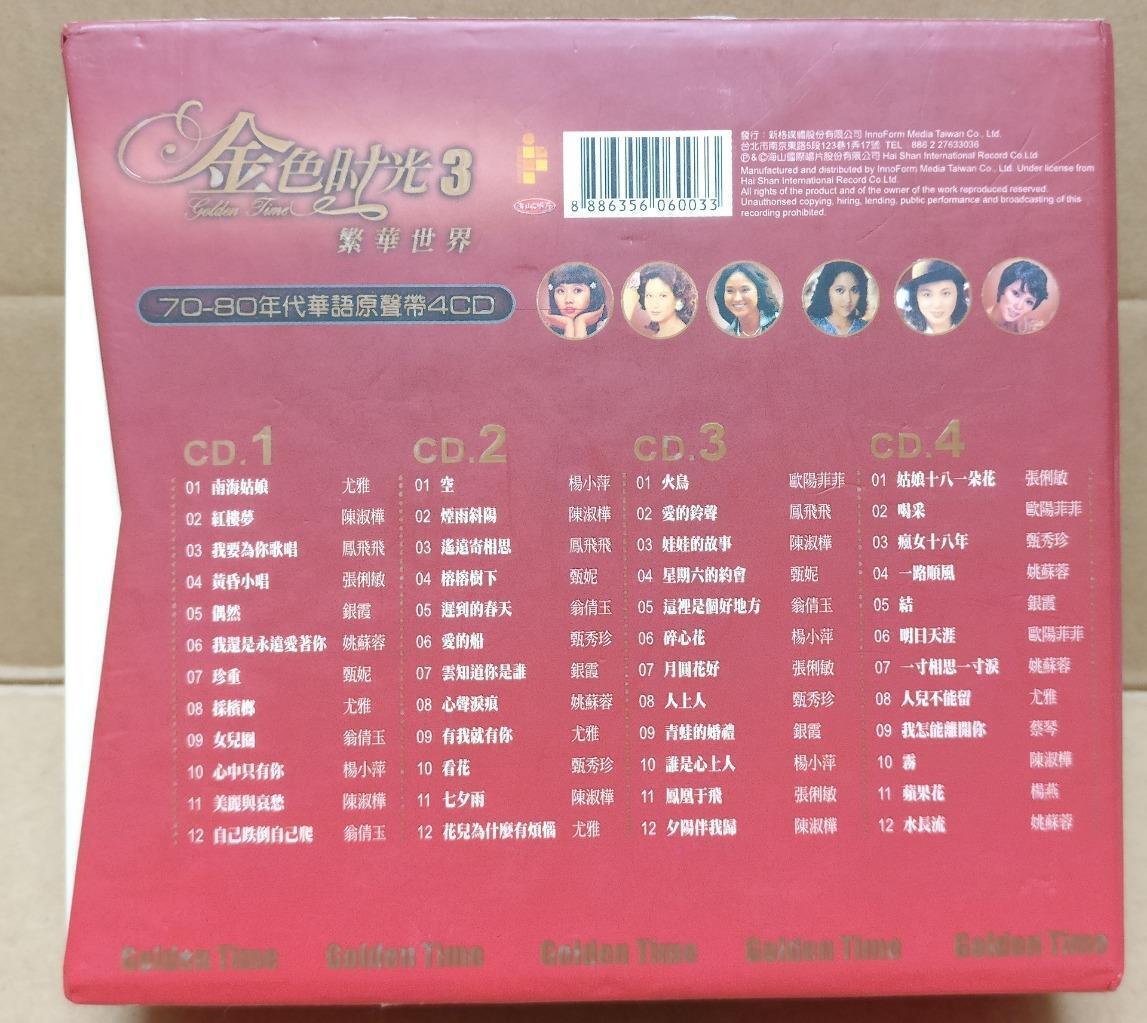 金色时光 3
Golden Time
繁華世界
8 886356 060033
發行：新格媒體股份有限公司 InnoForm Media Taiwan Co., Ltd.
台北市南京東路5段123巷1弄17號 TEL 886 2 27633036
Ⓟ&Ⓒ海山國際唱片股份有限公司 Hai Shan International Record Co.Ltd
Manufactured and distributed by InnoForm Media Taiwan Co., Ltd. Under license from
Hai Shan International Record Co.Ltd.
All rights of the product and of the owner of the work reproduced reserved.
Unauthorised copying, hiring, lending, public performance and broadcasting of this
recording prohibited.
70-80年代華語原聲帶4CD
CD.1
01 南海姑娘 尤雅
02 紅樓夢 陳淑樺
03 我要為你歌唱 鳳飛飛
04 黃昏小唱 張俐敏
05 偶然 銀霞
06 我還是永遠愛著你 姚蘇蓉
07 珍重 甄妮
08 採檳榔 尤雅
09 女兒圈 翁倩玉
10 心中只有你 楊小萍
11 美麗與哀愁 陳淑樺
12 自己跌倒自己爬 翁倩玉
CD.2
01 空 楊小萍
02 煙雨斜陽 陳淑樺
03 遙遠寄相思 鳳飛飛
04 榕榕樹下 甄妮
05 遲到的春天 翁倩玉
06 愛的船 甄秀珍
07 雲知道你是誰 銀霞
08 心聲淚痕 姚蘇蓉
09 有我就有你 尤雅
10 看花 甄秀珍
11 七夕雨 陳淑樺
12 花兒為什麼有煩惱 尤雅
CD.3
01 火鳥 歐陽菲菲
02 愛的鈴聲 鳳飛飛
03 娃娃的故事 陳淑樺
04 星期六的約會 甄妮
05 這裡是個好地方 翁倩玉
06 碎心花 楊小萍
07 月圓花好 張俐敏
08 人上人 甄秀珍
09 青蛙的婚禮 銀霞
10 誰是心上人 楊小萍
11 鳳凰于飛 張俐敏
12 夕陽伴我歸 陳淑樺
CD.4
01 姑娘十八一朵花 張俐敏
02 喝采 歐陽菲菲
03 瘋女十八年 甄秀珍
04 一路順風 姚蘇蓉
05 結 銀霞
06 明日天涯 歐陽菲菲
07 一寸相思一寸淚 姚蘇蓉
08 人兒不能留 尤雅
09 我怎能離開你 蔡琴
10 霧 陳淑樺
11 蘋果花 楊燕
12 水長流 姚蘇蓉
Golden Time Golden Time Golden Time Golden Time Golden Time